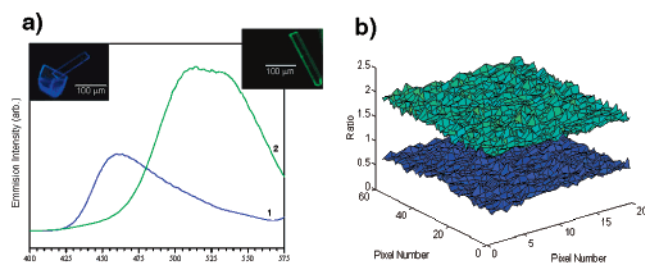 a)
100 µm
100 µm
Emmision Intensity (arb.)
2
1
400 425 450 475 500 525 550 575
b)
2.5
2
1.5
1
0.5
0
Ratio
60
40
20
0
Pixel Number
0 5 10 15 20
Pixel Number